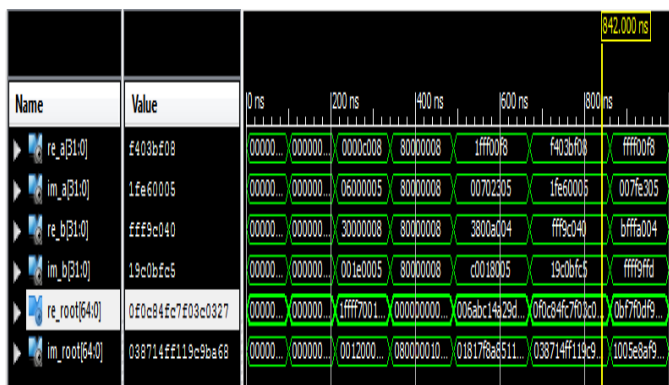 842.000 ns
Name Value 0 ns 200 ns 400 ns 600 ns 800 ns
re_a[31:0] f403bf08 00000... 000000... 0000c008 80000008 1fff00f8 f403bf08 ffff00f8
im_a[31:0] 1fe60005 00000... 000000... 06000005 80000008 00702305 1fe60005 007fe305
re_b[31:0] fff9c040 00000... 000000... 30000008 80000008 3800a004 fff9c040 bfffa004
im_b[31:0] 19c0bfc5 00000... 000000... 001e0005 80000008 c0018005 19c0bfc5 ffff9ffd
re_root[64:0] 0f0c84fc7f03c0327 00000... 000000... 1ffff7001... 000000000... 006abc14a29d... 0f0c84fc7f03c0... 0bf7f0df9...
im_root[64:0] 038714ff119c9ba68 00000... 000000... 0012000... 080000010... 01817f8a8511... 038714ff119c9... 1005e8af9...